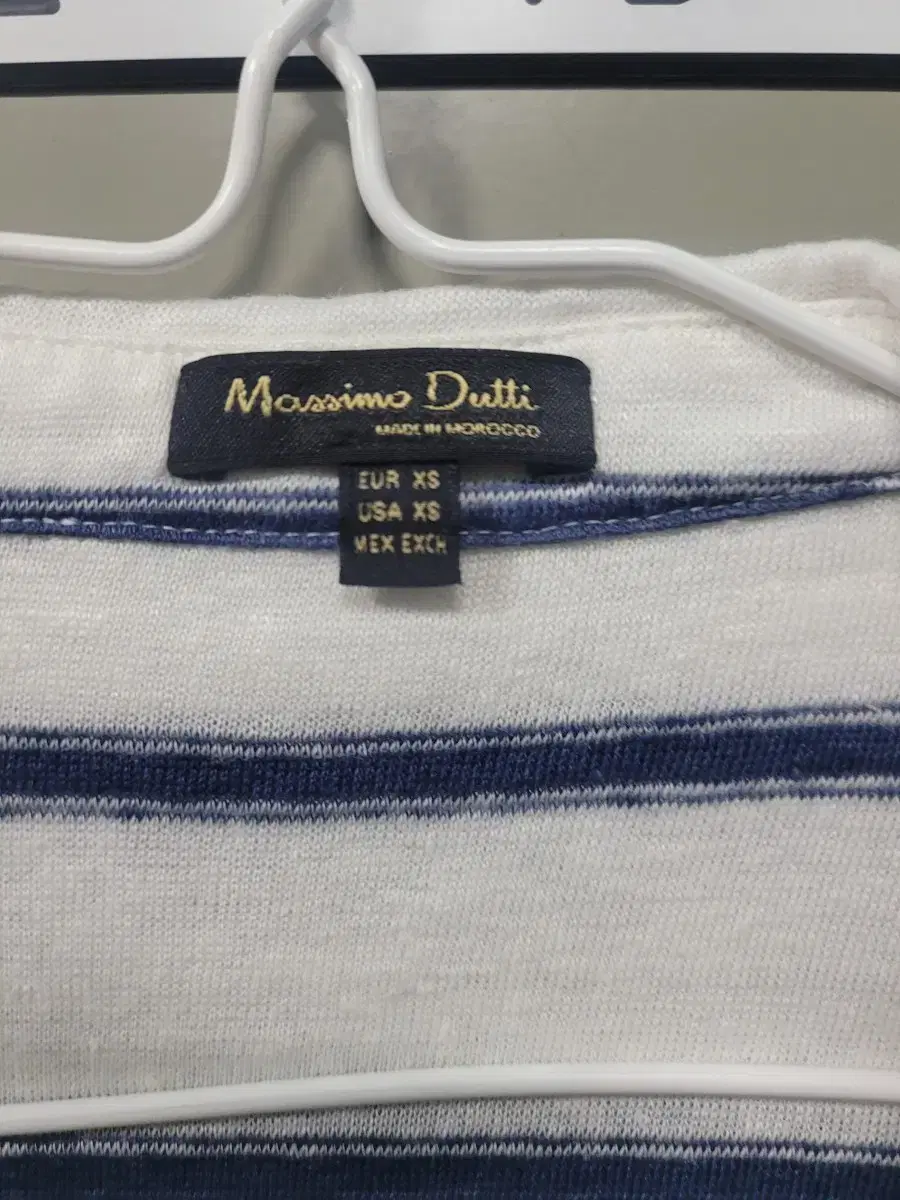 Massimo Dutti
MADE IN MOROCCO
EUR XS
USA XS
MEX EXCH